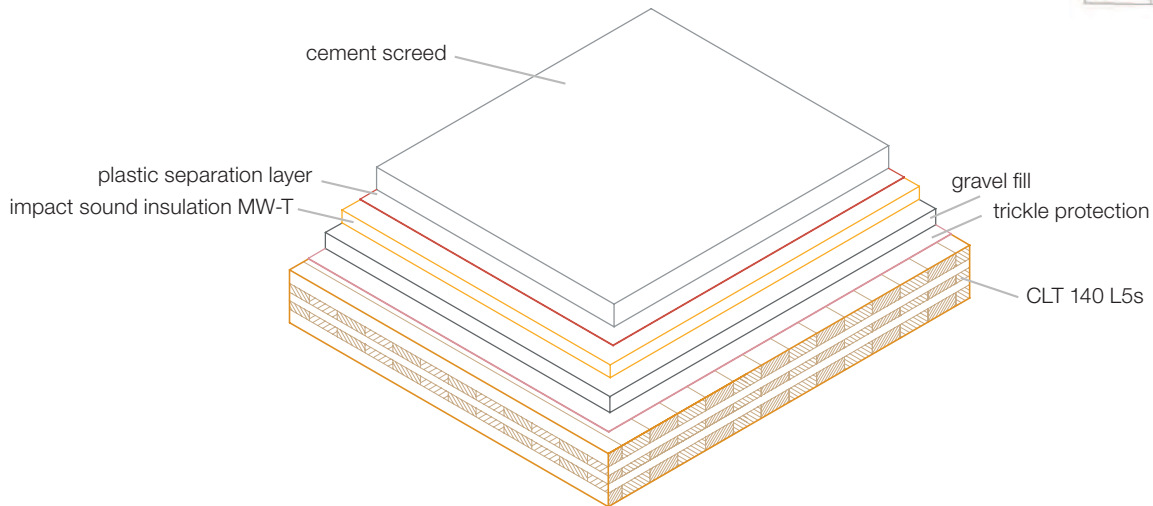 cement screed
plastic separation layer
impact sound insulation MW-T
gravel fill
trickle protection
CLT 140 L5s